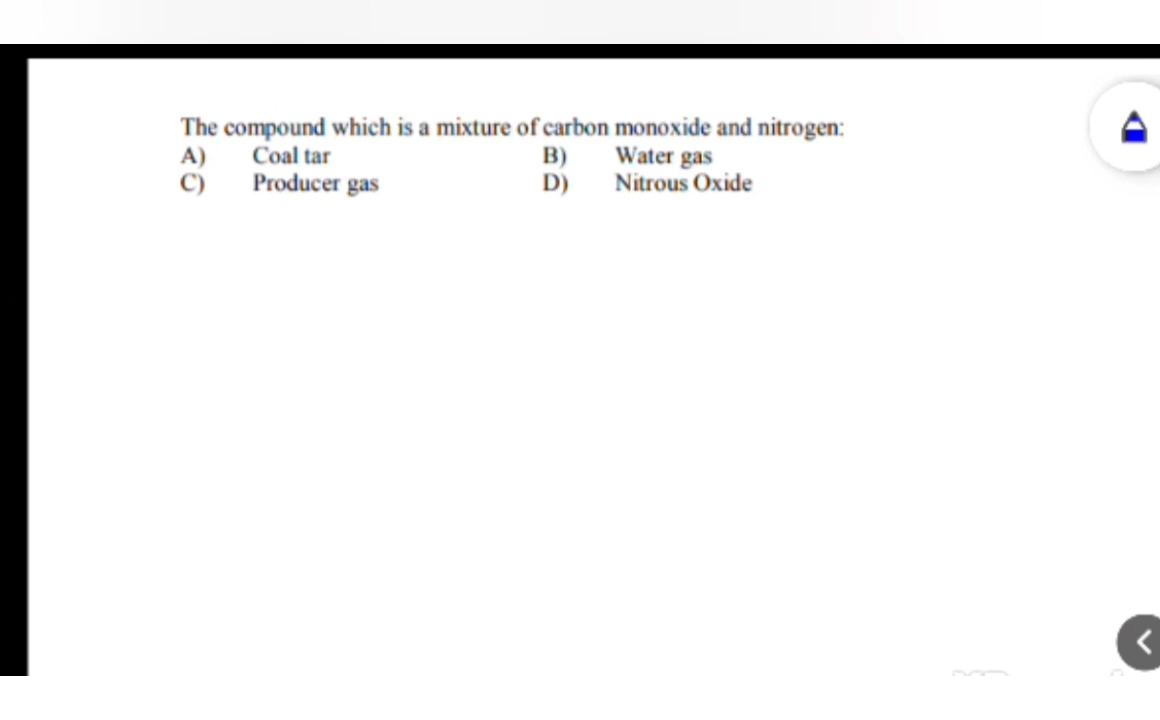 The compound which is a mixture of carbon monoxide and nitrogen:
A) Coal tar B) Water gas
C) Producer gas D) Nitrous Oxide